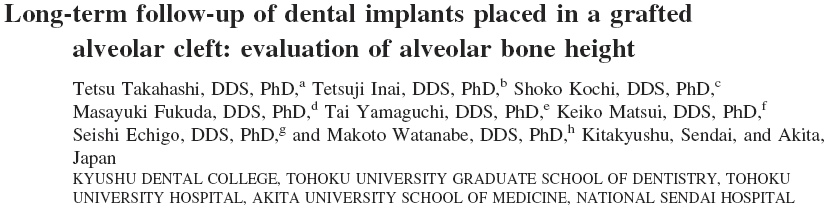 Long-term follow-up of dental implants placed in a grafted
alveolar cleft: evaluation of alveolar bone height
Tetsu Takahashi, DDS, PhD,a Tetsuji Inai, DDS, PhD,b Shoko Kochi, DDS, PhD,c
Masayuki Fukuda, DDS, PhD,d Tai Yamaguchi, DDS, PhD,e Keiko Matsui, DDS, PhD,f
Seishi Echigo, DDS, PhD,g and Makoto Watanabe, DDS, PhD,h Kitakyushu, Sendai, and Akita,
Japan
KYUSHU DENTAL COLLEGE, TOHOKU UNIVERSITY GRADUATE SCHOOL OF DENTISTRY, TOHOKU
UNIVERSITY HOSPITAL, AKITA UNIVERSITY SCHOOL OF MEDICINE, NATIONAL SENDAI HOSPITAL